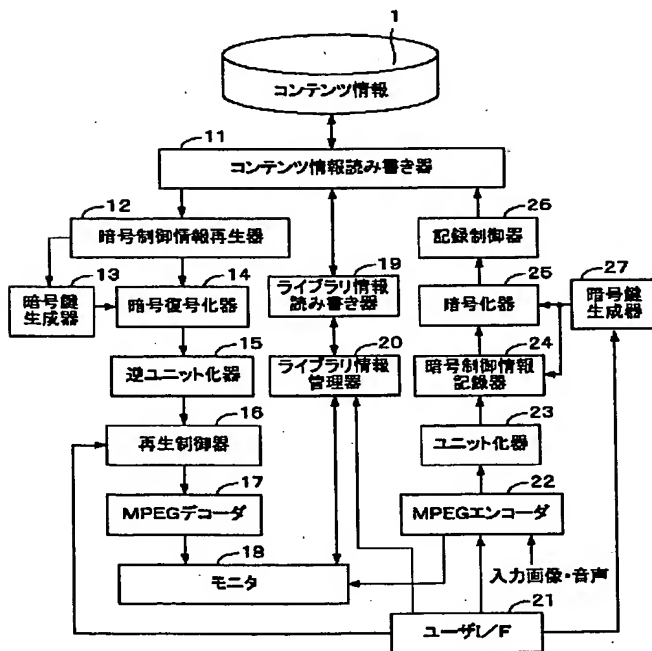 1
コンテンツ情報
11
コンテンツ情報読み書き器
12
暗号制御情報再生器
13
暗号鍵
生成器
14
暗号復号化器
15
逆ユニット化器
16
再生制御器
17
MPEGデコーダ
18
モニタ
19
ライブラリ情報
読み書き器
20
ライブラリ情報
管理器
26
記録制御器
25
暗号化器
27
暗号鍵
生成器
24
暗号制御情報
記録器
23
ユニット化器
22
MPEGエンコーダ
入力画像・音声
21
ユーザI/F